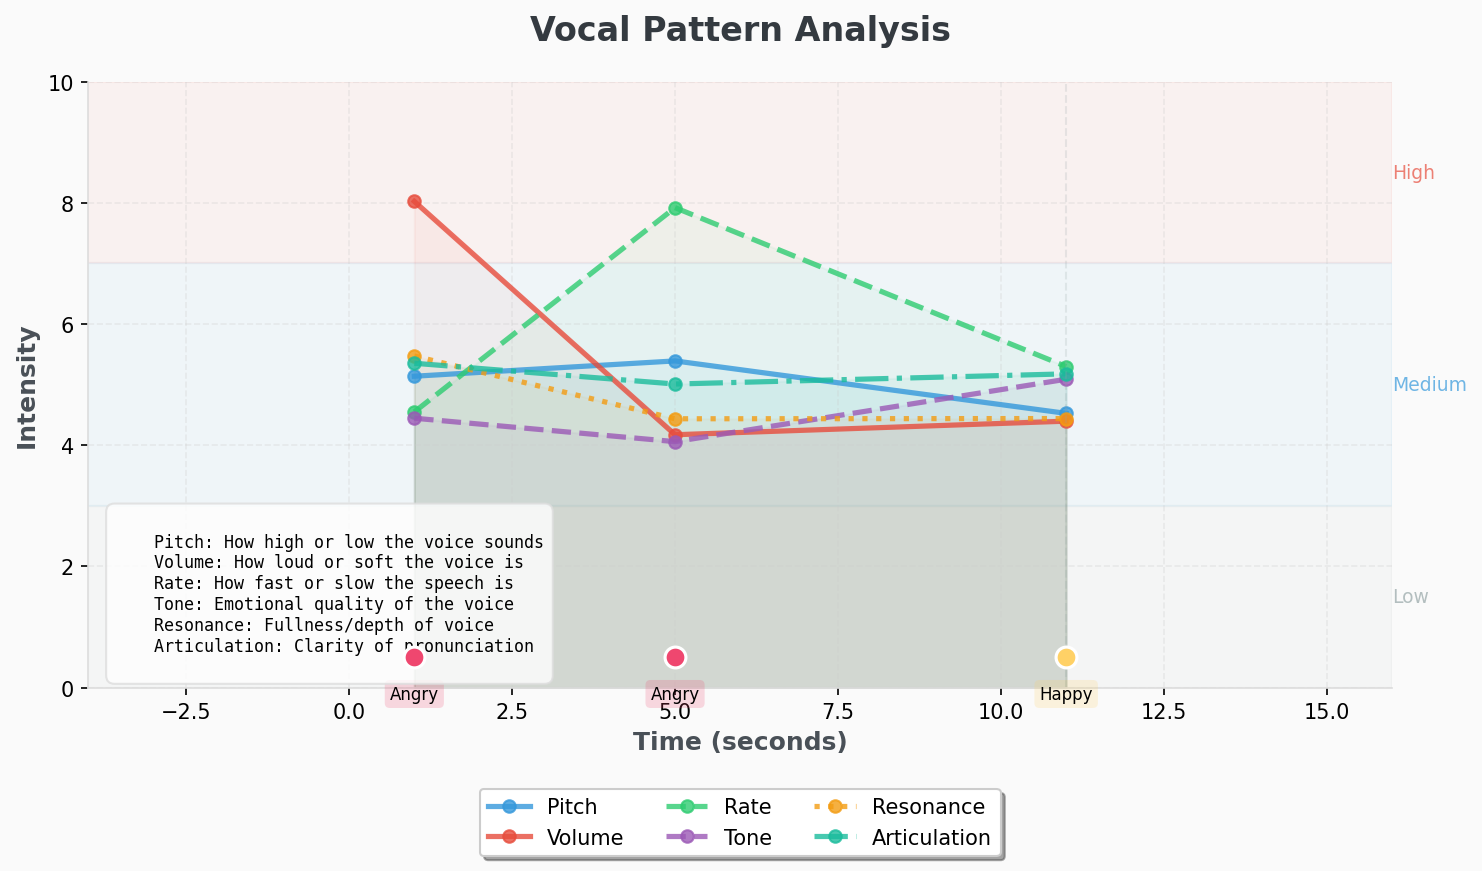 Vocal Pattern Analysis
10
8
6
4
2
0
Intensity
High
Medium
Low
Pitch: How high or low the voice sounds
Volume: How loud or soft the voice is
Rate: How fast or slow the speech is
Tone: Emotional quality of the voice
Resonance: Fullness/depth of voice
Articulation: Clarity of pronunciation
Angry Angry Happy
−2.5 0.0 2.5 5.0 7.5 10.0 12.5 15.0
Time (seconds)
Pitch Rate Resonance
Volume Tone Articulation